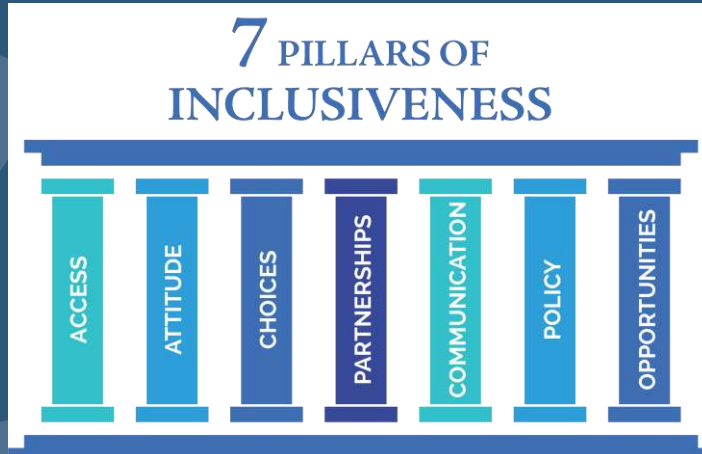 7 PILLARS OF
INCLUSIVENESS
ACCESS
ATTITUDE
CHOICES
PARTNERSHIPS
COMMUNICATION
POLICY
OPPORTUNITIES